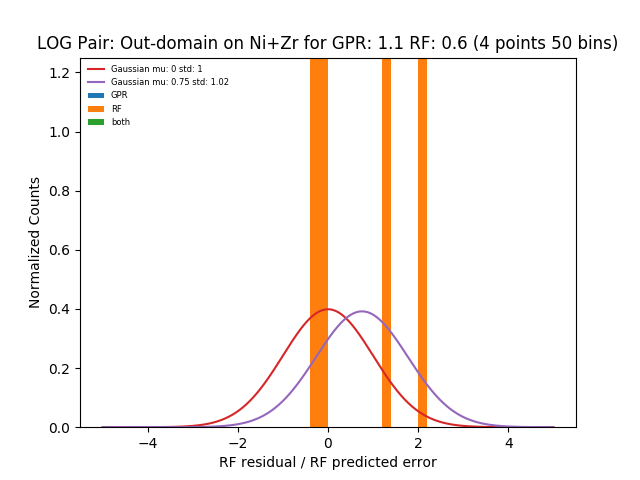 LOG Pair: Out-domain on Ni+Zr for GPR: 1.1 RF: 0.6 (4 points 50 bins)
Gaussian mu: 0 std: 1
Gaussian mu: 0.75 std: 1.02
GPR
RF
both
Normalized Counts
1.2
1.0
0.8
0.6
0.4
0.2
0.0
−4
−2
0
2
4
RF residual / RF predicted error